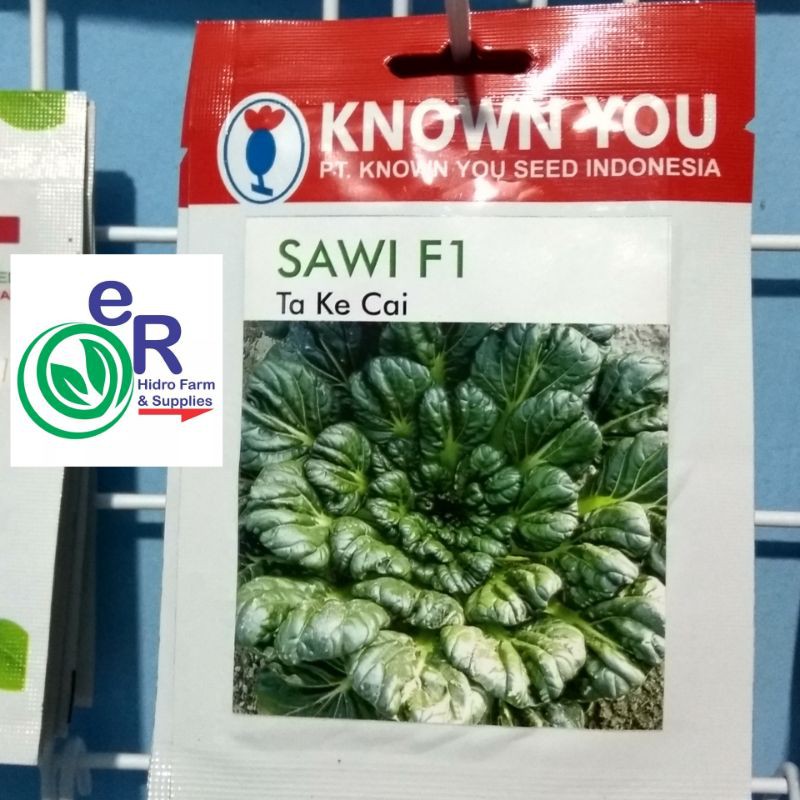 KNOWN YOU
PT. KNOWN YOU SEED INDONESIA
SAWI F1
Ta Ke Cai
eR
Hidro Farm
& Supplies